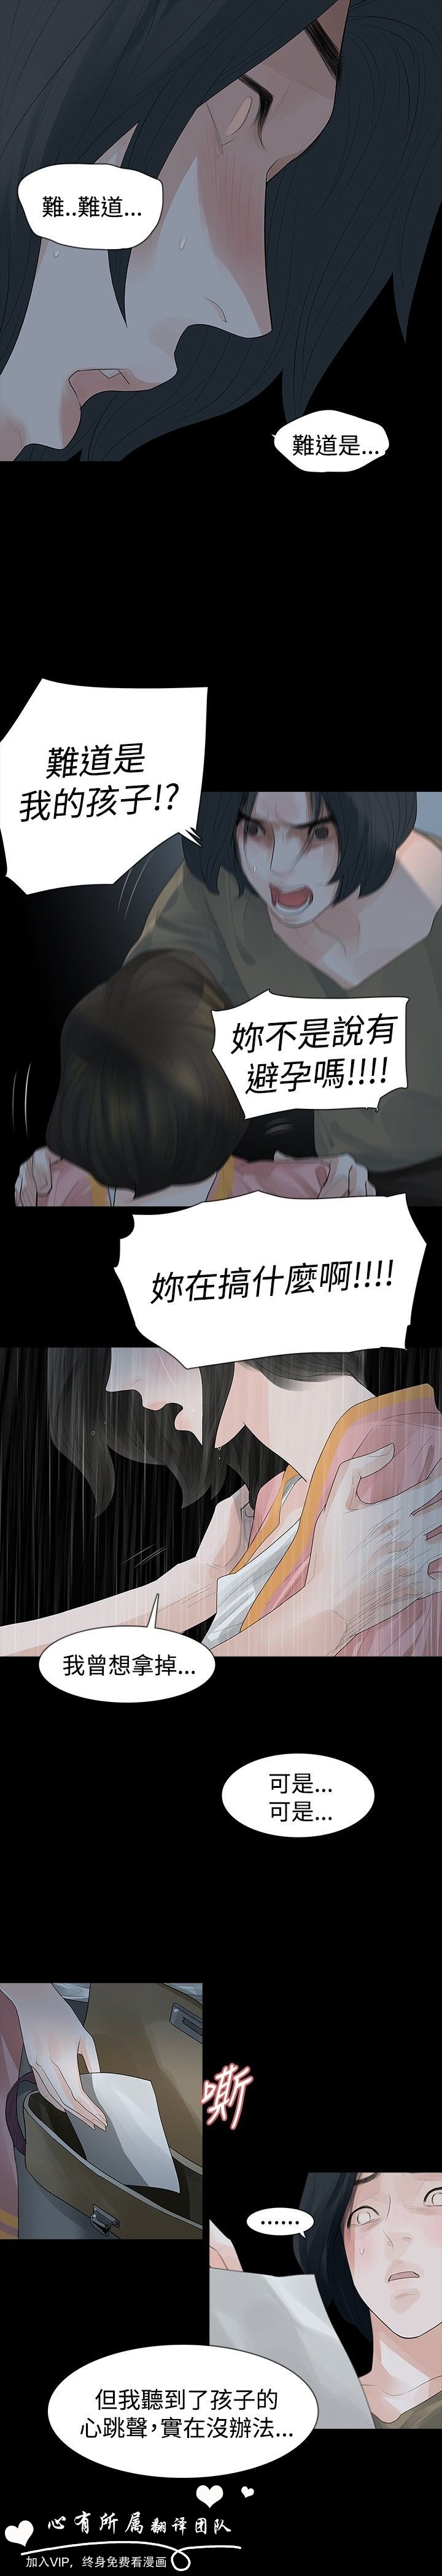 難..難道...
難道是...
難道是
我的孩子!?
妳不是說有
避孕嗎!!!!
妳在搞什麼啊!!!!
我曾想拿掉...
可是...
可是...
嘶
......
但我聽到了孩子的
心跳聲，實在沒辦法...
心有所属翻译团队
加入VIP，终身免费看漫画